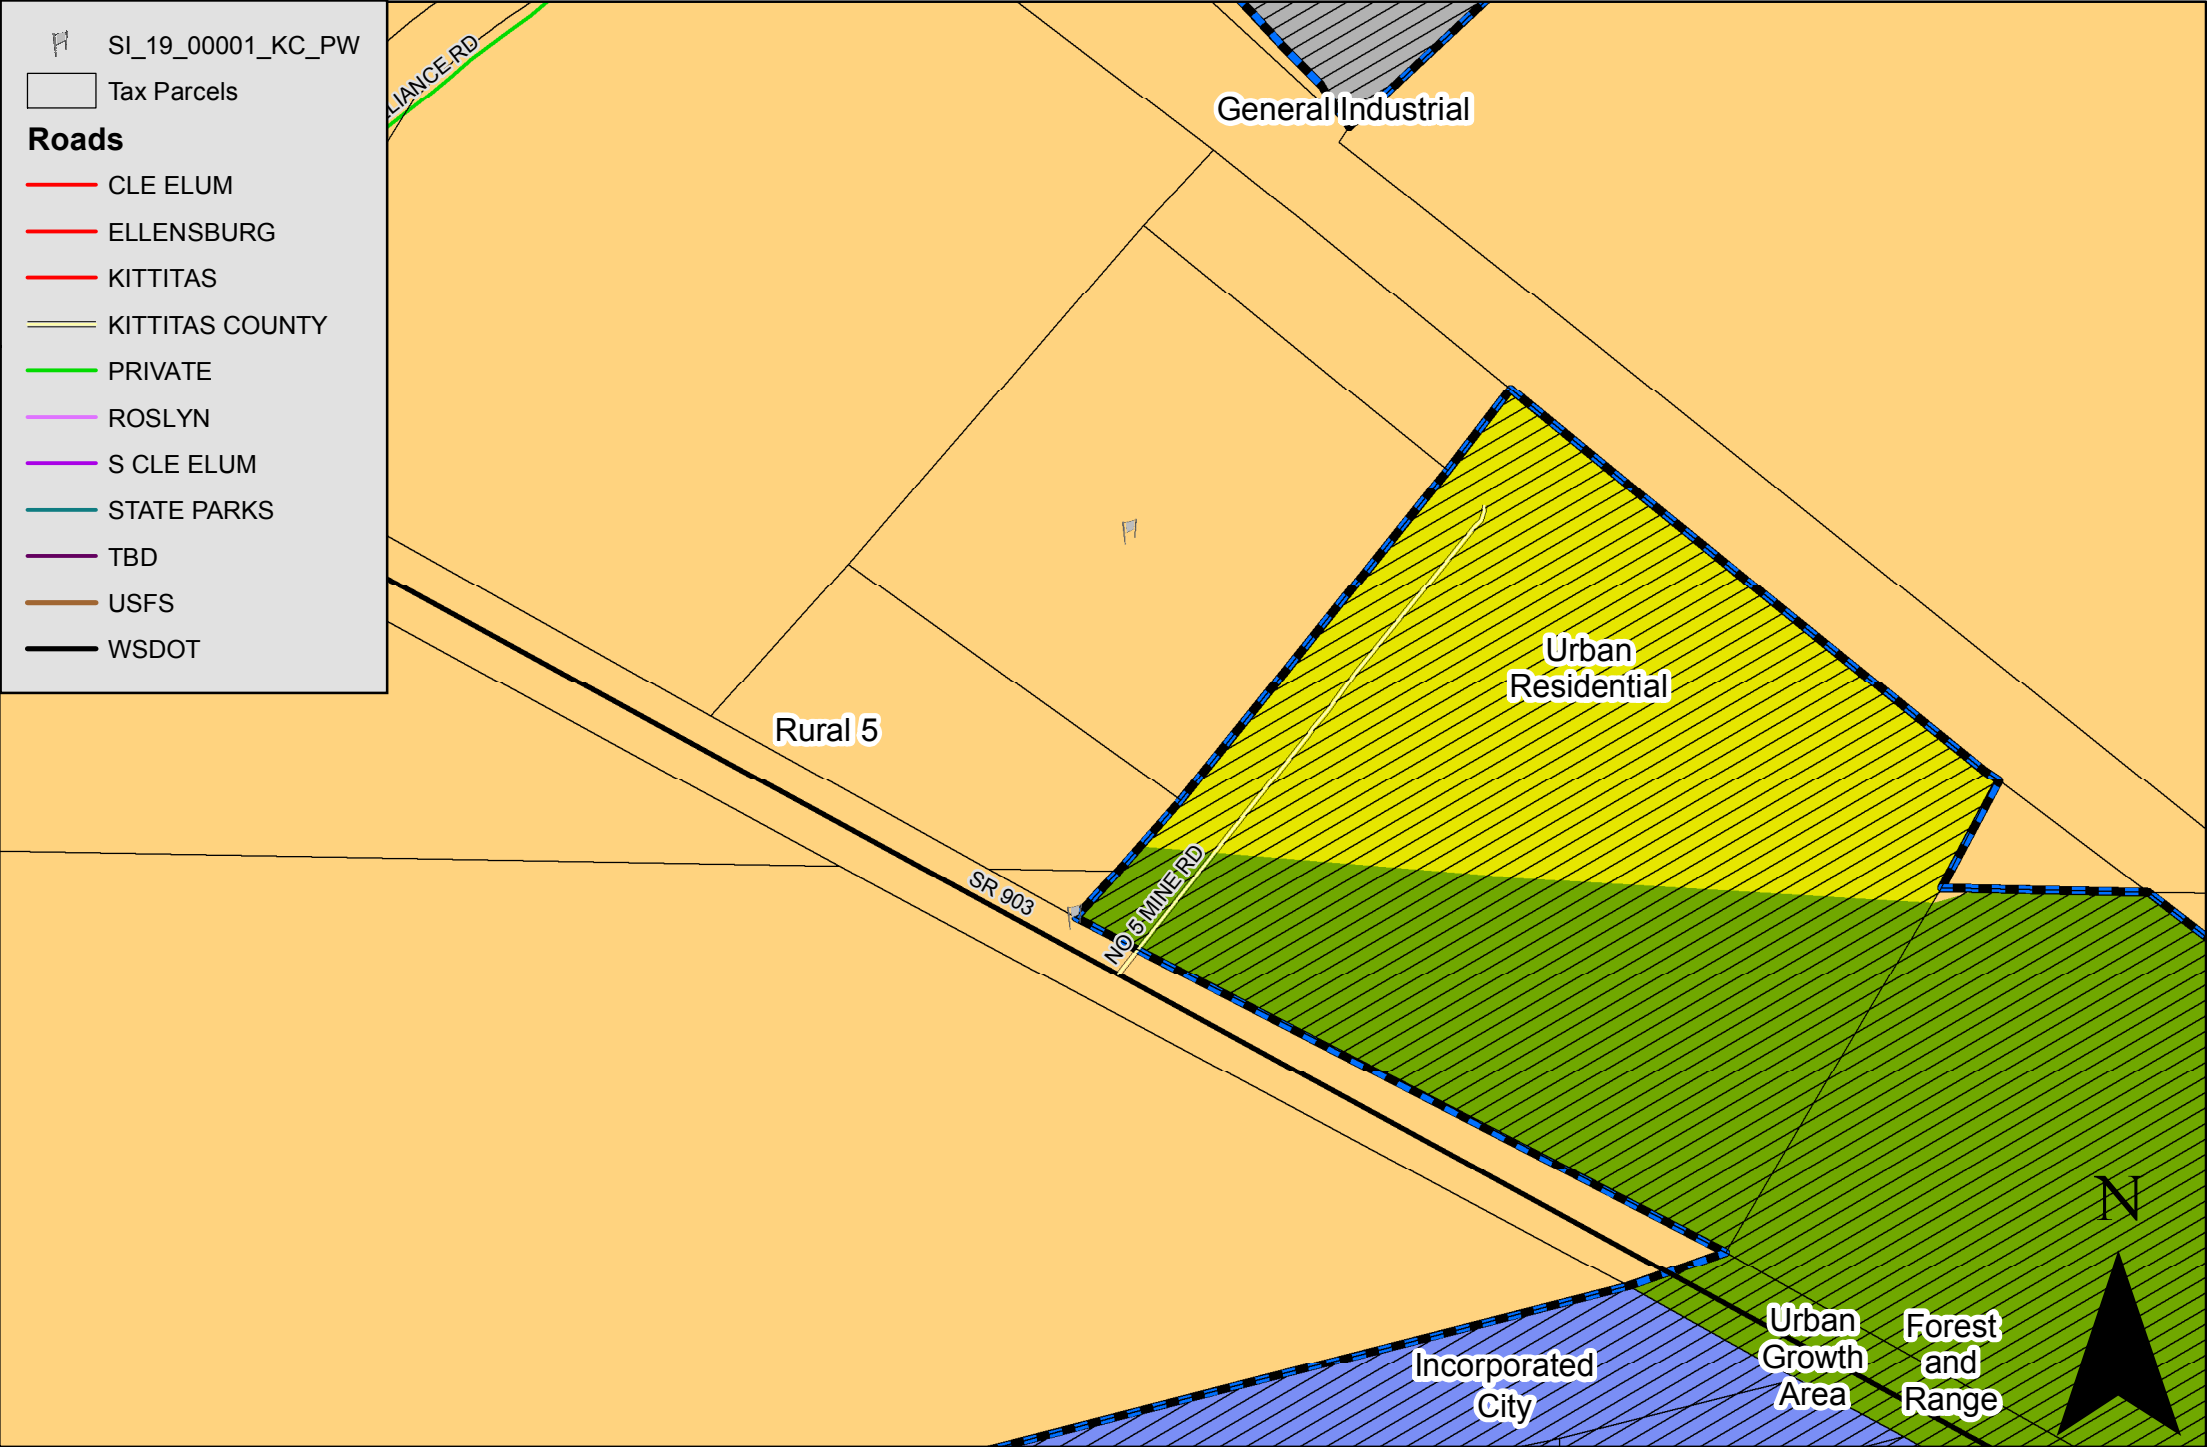 SI_19_00001_KC_PW
Tax Parcels
Roads
CLE ELUM
ELLENSBURG
KITTITAS
KITTITAS COUNTY
PRIVATE
ROSLYN
S CLE ELUM
STATE PARKS
TBD
USFS
WSDOT
LIANCE RD
General Industrial
Urban
Residential
Rural 5
SR 903
NO 5 MINE RD
N
Incorporated
City
Urban
Growth
Area
Forest
and
Range